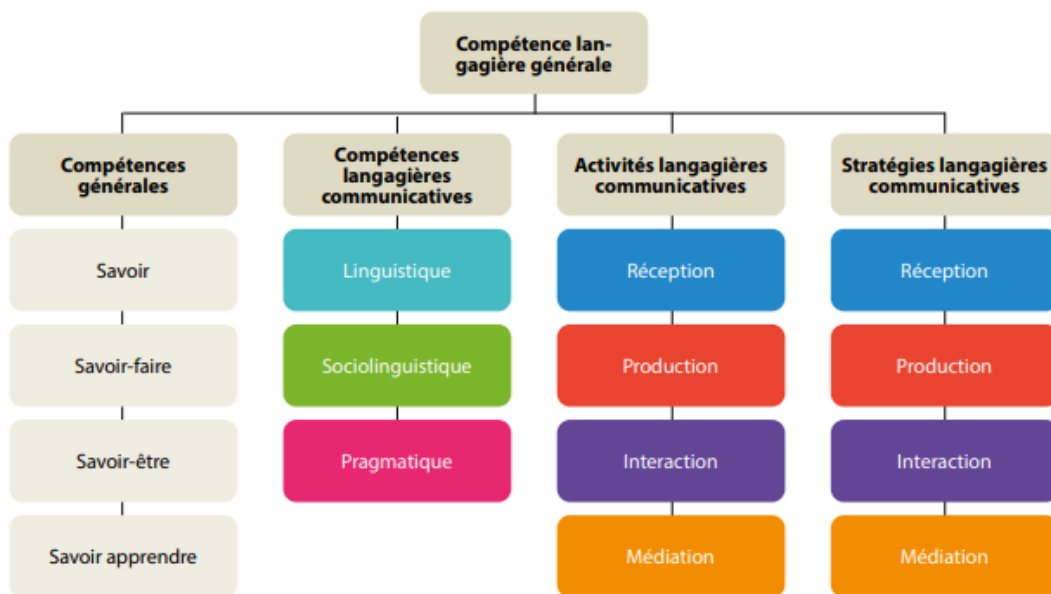 Compétence lan-
gagière générale
Compétences
générales
Compétences
langagières
communicatives
Activités langagières
communicatives
Stratégies langagières
communicatives
Savoir
Linguistique
Réception
Réception
Savoir-faire
Sociolinguistique
Production
Production
Savoir-être
Pragmatique
Interaction
Interaction
Savoir apprendre
Médiation
Médiation